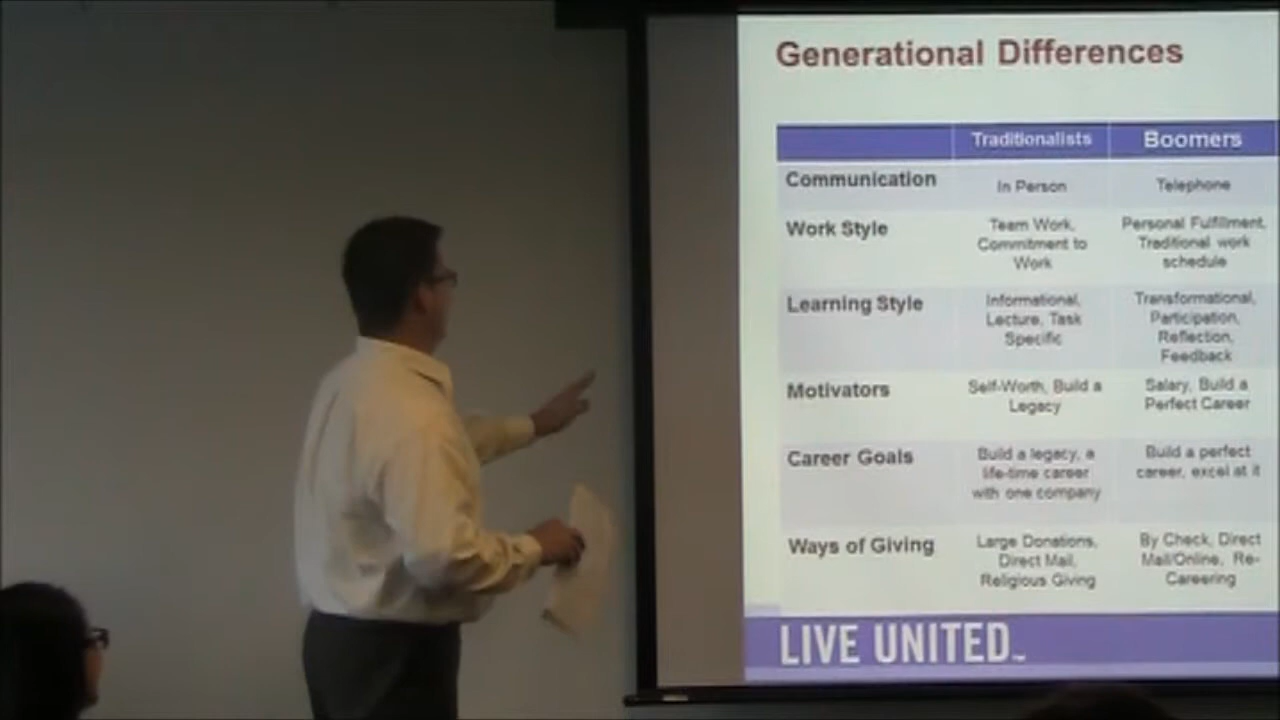 Generational Differences
Traditionalists Boomers
Communication In Person Telephone
Work Style Team Work, Personal Fulfillment,
Commitment to Traditional work
Work schedule
Learning Style Informational, Transformational,
Lecture, Task Participation,
Specific Reflection,
Feedback
Motivators Self-Worth, Build a Salary, Build a
Legacy Perfect Career
Career Goals Build a legacy, a Build a perfect
life-time career career, excel at it
with one company
Ways of Giving Large Donations, By Check, Direct
Direct Mail, Mail/Online, Re-
Religious Giving Careering
LIVE UNITED™